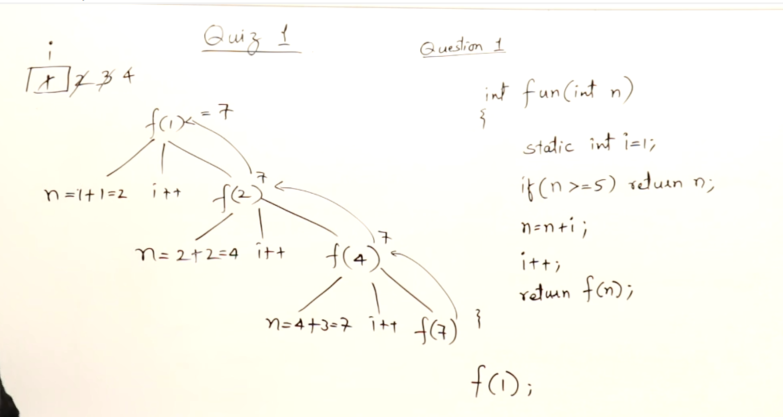 Quiz 1
Question 1
i
1 2 3 4
f(1) = 7
n=1+1=2 i++ f(2) 7
n=2+2=4 i++ f(4) 7
n=4+3=7 i++ f(7)
int fun(int n)
{
static int i=1;
if(n>=5) return n;
n=n+i;
i++;
return f(n);
}
f(1);